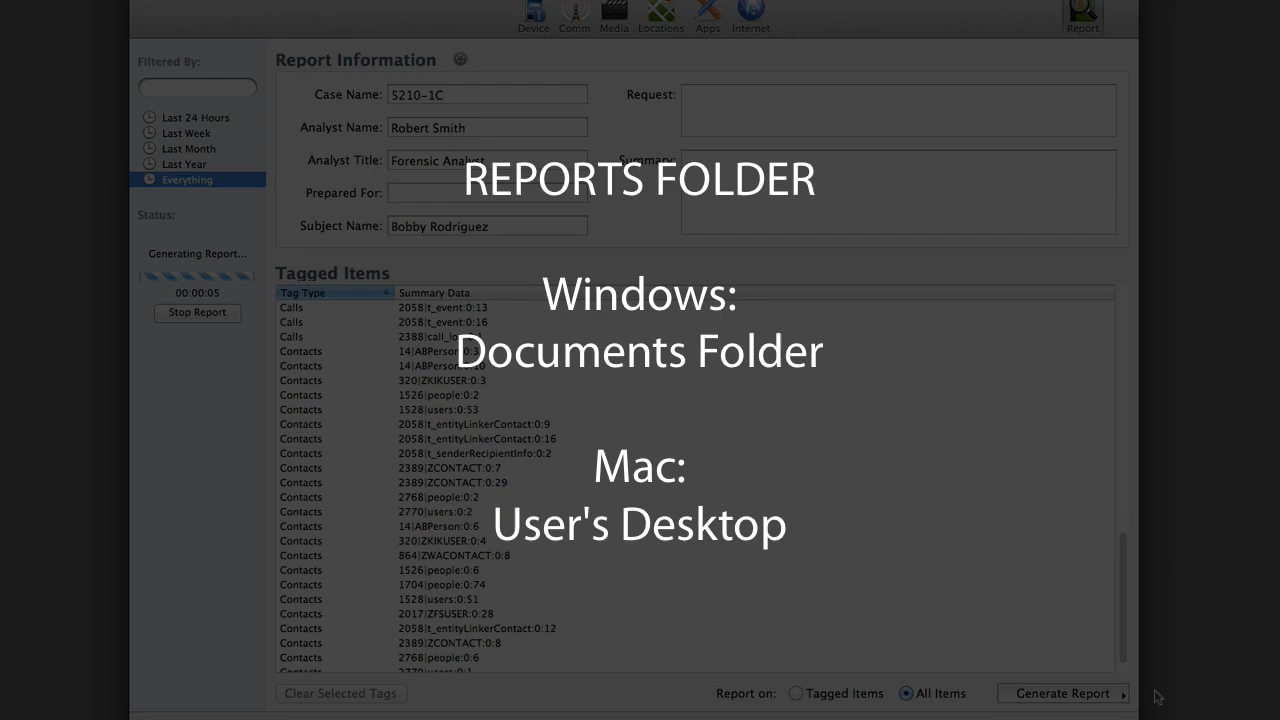 Device Comm Media Locations Apps Internet Report
Filtered By:
Last 24 Hours
Last Week
Last Month
Last Year
Everything
Status:
Generating Report...
00:00:05
Stop Report
Report Information
Case Name: 5210-1C
Analyst Name: Robert Smith
Analyst Title: Forensic Analyst
Prepared For:
Subject Name: Bobby Rodriguez
Request:
Summary:
REPORTS FOLDER
Windows:
Documents Folder
Mac:
User's Desktop
Tagged Items
Tag Type Summary Data
Calls 2058|t_event:0:13
Calls 2058|t_event:0:16
Calls
Contacts
Contacts
Contacts 320|ZKIKUSER:0:3
Contacts 1526|people:0:2
Contacts 1528|users:0:53
Contacts 2058|t_entityLinkerContact:0:9
Contacts 2058|t_entityLinkerContact:0:16
Contacts 2058|t_senderRecipientInfo:0:2
Contacts 2389|ZCONTACT:0:7
Contacts 2389|ZCONTACT:0:29
Contacts 2768|people:0:2
Contacts 2770|users:0:2
Contacts 14|ABPerson:0:6
Contacts 320|ZKIKUSER:0:4
Contacts 864|ZWACONTACT:0:8
Contacts 1526|people:0:6
Contacts 1704|people:0:74
Contacts 1528|users:0:51
Contacts 2017|ZFSUSER:0:28
Contacts 2058|t_entityLinkerContact:0:12
Contacts 2389|ZCONTACT:0:8
Contacts 2768|people:0:6
Contacts 2770|users:0:1
Clear Selected Tags
Report on: Tagged Items All Items Generate Report